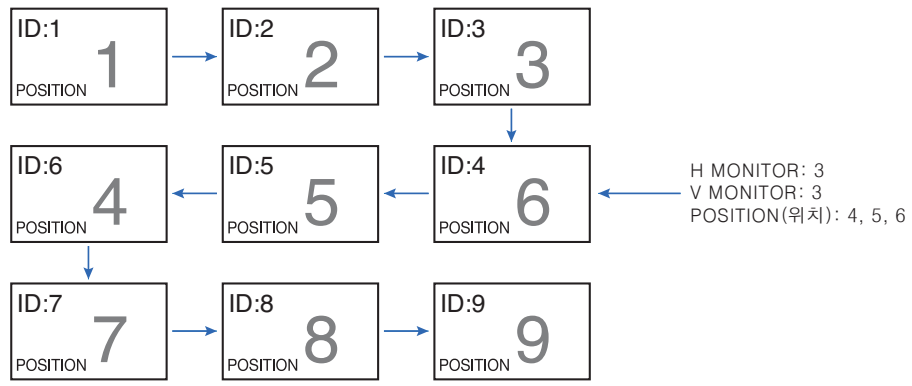 ID:1
POSITION 1
ID:2
POSITION 2
ID:3
POSITION 3
ID:6
POSITION 4
ID:5
POSITION 5
ID:4
POSITION 6
H MONITOR: 3
V MONITOR: 3
POSITION(위치): 4, 5, 6
ID:7
POSITION 7
ID:8
POSITION 8
ID:9
POSITION 9